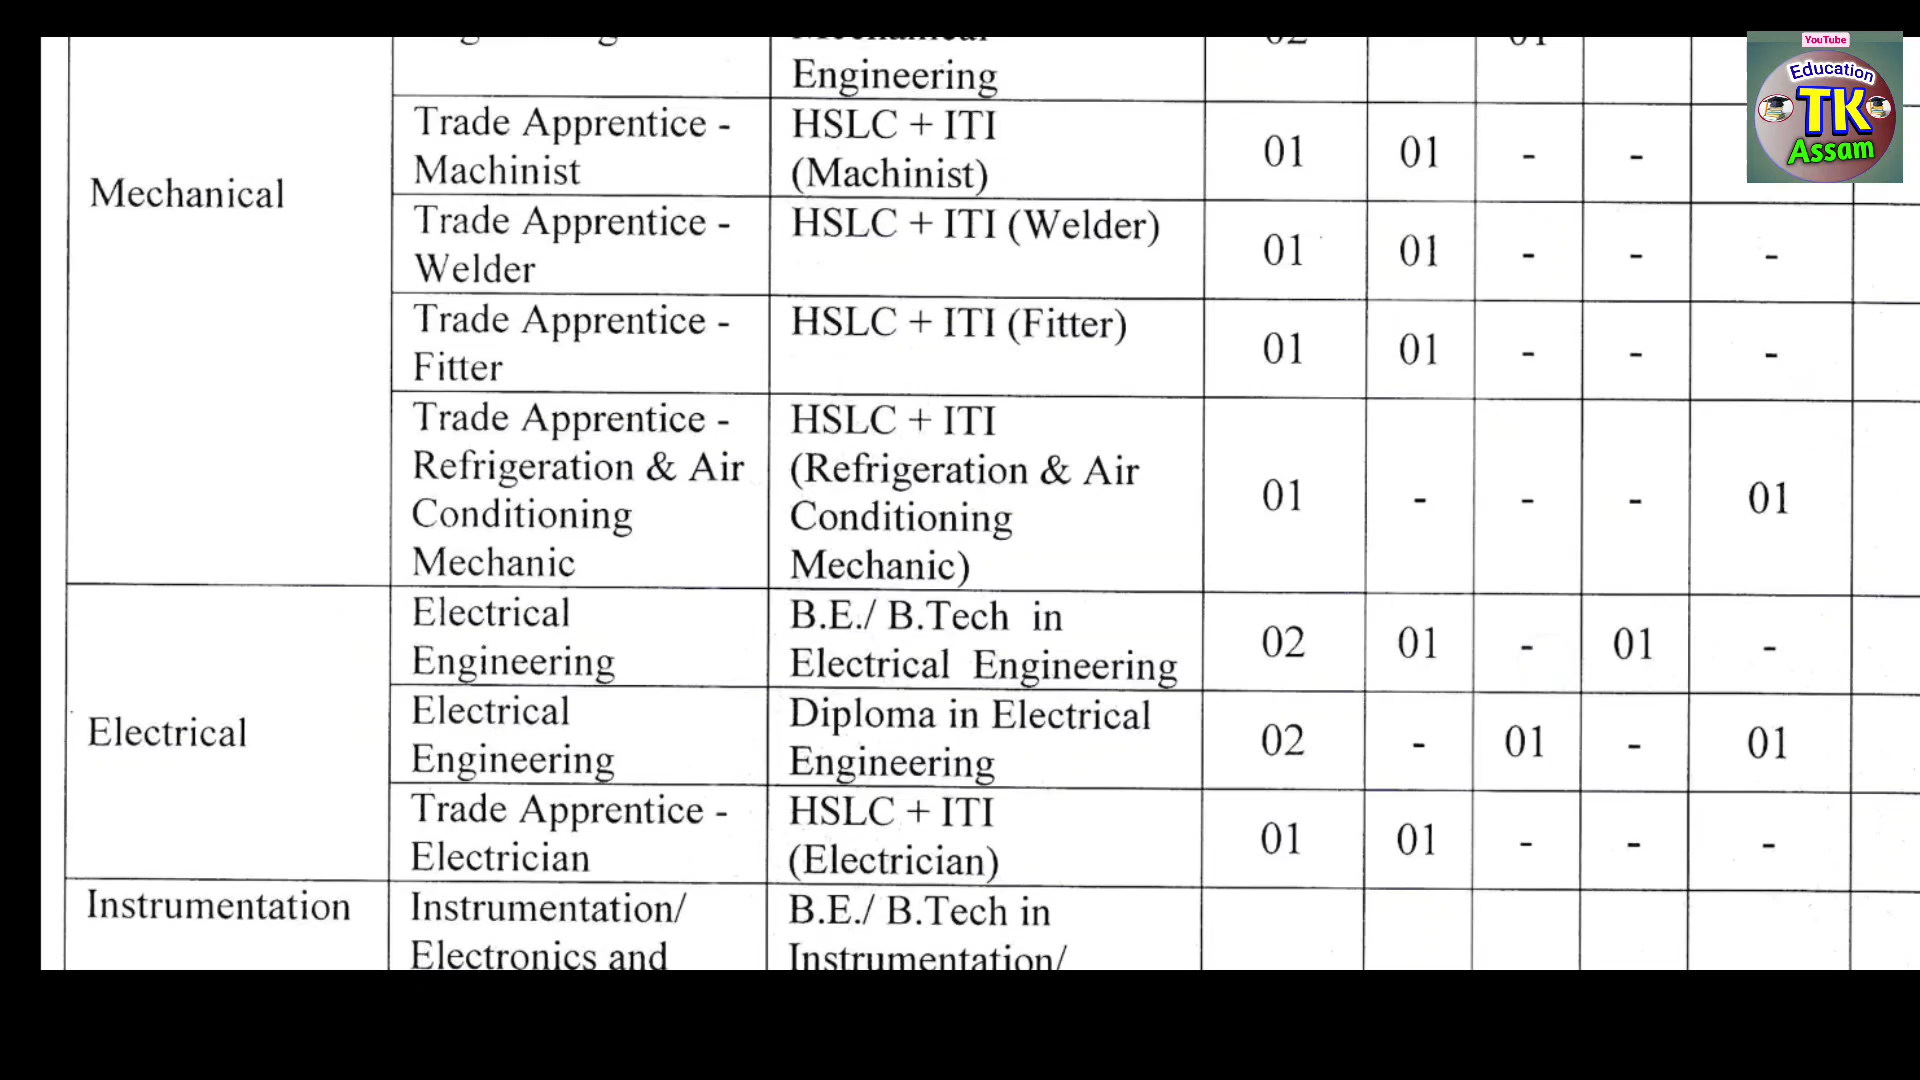 Mechanical
Engineering
Trade Apprentice -
Machinist
HSLC + ITI
(Machinist)
01 01 - -
Mechanical
Trade Apprentice -
Welder
HSLC + ITI (Welder)
01 01 - - -
Trade Apprentice -
Fitter
HSLC + ITI (Fitter)
01 01 - - -
Trade Apprentice -
Refrigeration & Air
Conditioning
Mechanic
HSLC + ITI
(Refrigeration & Air
Conditioning
Mechanic)
01 - - - 01
Electrical
Electrical
Engineering
B.E./ B.Tech in
Electrical Engineering
02 01 - 01 -
Electrical
Engineering
Diploma in Electrical
Engineering
02 - 01 - 01
Trade Apprentice -
Electrician
HSLC + ITI
(Electrician)
01 01 - - -
Instrumentation
Instrumentation/
Electronics and
B.E./ B.Tech in
Instrumentation/
YouTube
Education
TK
Assam